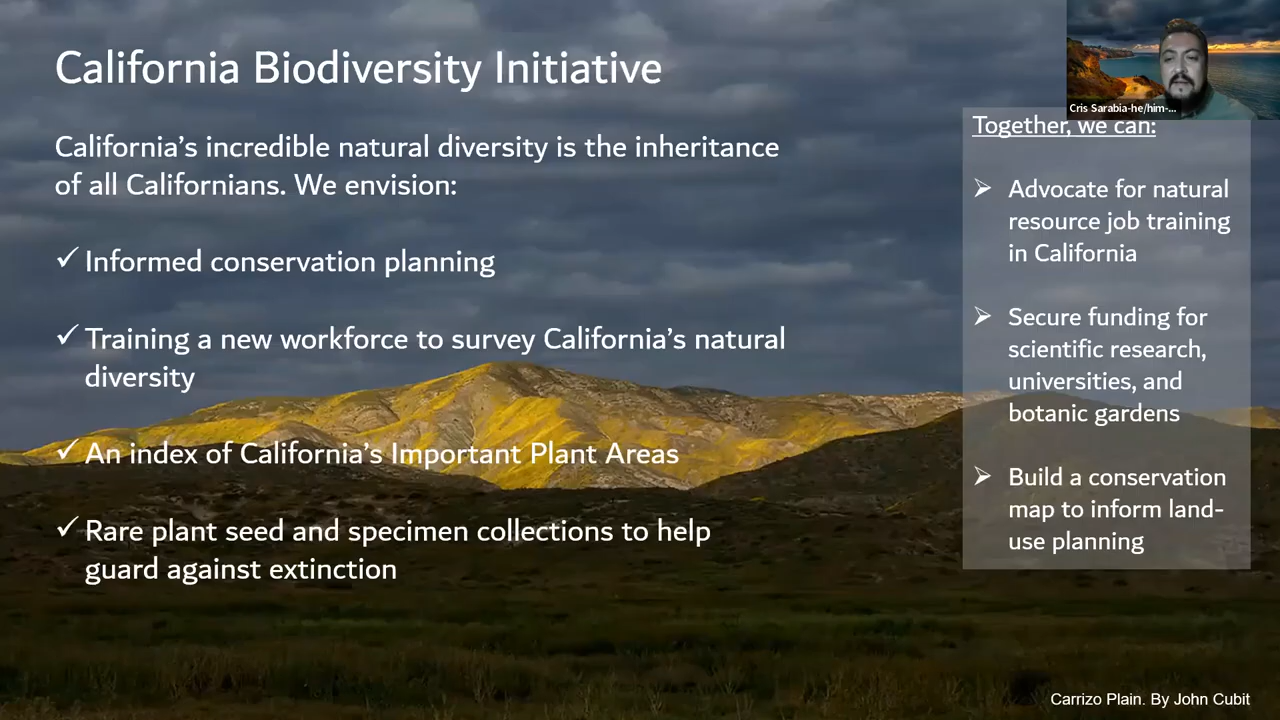 California Biodiversity Initiative
California’s incredible natural diversity is the inheritance
of all Californians. We envision:
✓ Informed conservation planning
✓ Training a new workforce to survey California’s natural
diversity
✓ An index of California’s Important Plant Areas
✓ Rare plant seed and specimen collections to help
guard against extinction
Cris Sarabia-he/him-...
Together, we can:
➢ Advocate for natural
resource job training
in California
➢ Secure funding for
scientific research,
universities, and
botanic gardens
➢ Build a conservation
map to inform land-
use planning
Carrizo Plain. By John Cubit